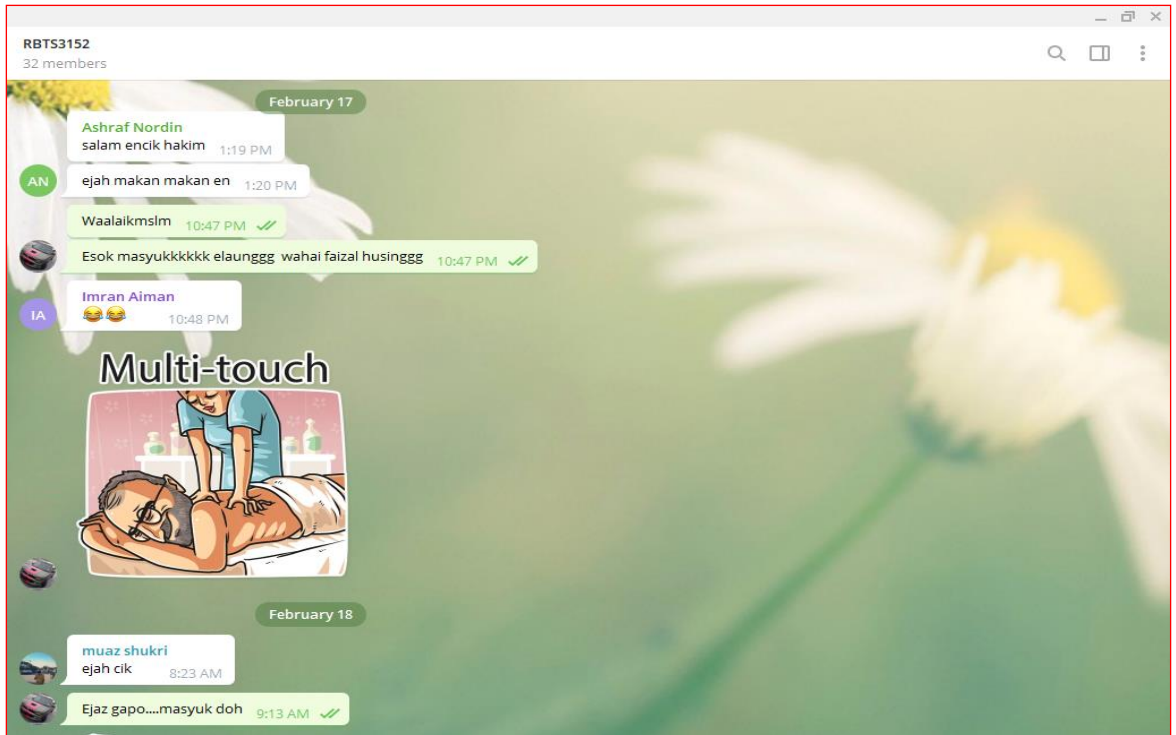 RBTS3152
32 members
February 17
Ashraf Nordin
salam encik hakim 1:19 PM
AN
ejah makan makan en 1:20 PM
Waalaikmslm 10:47 PM
Esok masyukkkkkk elaunggg wahai faizal husinggg 10:47 PM
Imran Aiman
IA
😂😂 10:48 PM
Multi-touch
February 18
muaz shukri
ejah cik 8:23 AM
Ejaz gapo....masyuk doh 9:13 AM